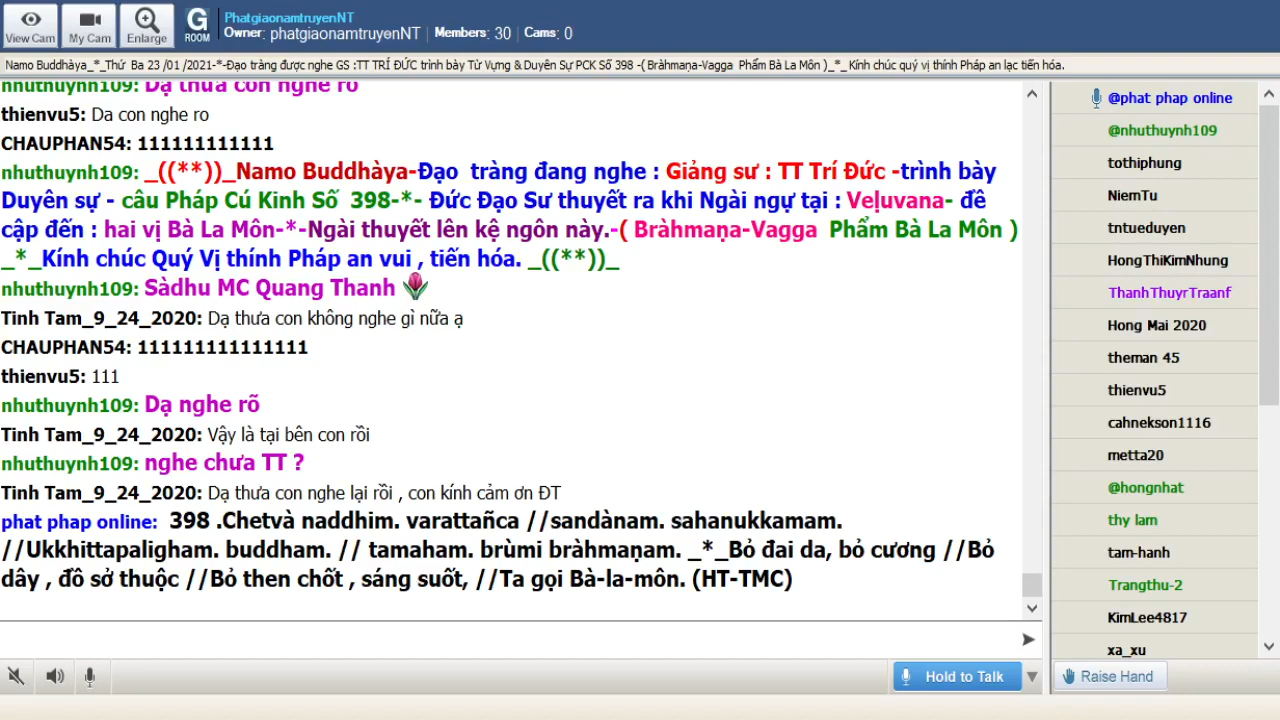 View Cam
My Cam
Enlarge
G
ROOM
PhatgiaonamtruyenNT
Owner: phatgiaonamtruyenNT | Members: 30 | Cams: 0
Namo Buddhàya_*_Thứ Ba 23 /01 /2021-*-Đạo tràng được nghe GS :TT TRÍ ĐỨC trình bày Từ Vựng & Duyên Sự PCK Số 398 -( Bràhmaṇa-Vagga Phẩm Bà La Môn )_*_ Kính chúc quý vị thính Pháp an lạc tiến hóa.
nhuthuynh109: Dạ thưa con nghe rõ
thienvu5: Da con nghe ro
CHAUPHAN54: 111111111111
nhuthuynh109: _((**))_Namo Buddhàya-Đạo tràng đang nghe : Giảng sư : TT Trí Đức -trình bày
Duyên sự - câu Pháp Cú Kinh Số 398-*- Đức Đạo Sư thuyết ra khi Ngài ngự tại : Veḷuvana- đề
cập đến : hai vị Bà La Môn-*-Ngài thuyết lên kệ ngôn này.-( Bràhmaṇa-Vagga Phẩm Bà La Môn )
_*_Kính chúc Quý Vị thính Pháp an vui , tiến hóa. _((**))_
nhuthuynh109: Sàdhu MC Quang Thanh
Tinh Tam_9_24_2020: Dạ thưa con không nghe gì nữa ạ
CHAUPHAN54: 111111111111111
thienvu5: 111
nhuthuynh109: Dạ nghe rõ
Tinh Tam_9_24_2020: Vậy là tại bên con rồi
nhuthuynh109: nghe chưa TT ?
Tinh Tam_9_24_2020: Dạ thưa con nghe lại rồi , con kính cảm ơn ĐT
phat phap online: 398 .Chetvà naddhim. varattañca //sandànam. sahanukkamam.
//Ukkhittapaligham. buddham. // tamaham. brùmi bràhmaṇam. _*_Bỏ đai da, bỏ cương //Bỏ
dây , đồ sở thuộc //Bỏ then chốt , sáng suốt, //Ta gọi Bà-la-môn. (HT-TMC)
@phat phap online
@nhuthuynh109
tothiphung
NiemTu
tntueduyen
HongThiKimNhung
ThanhThuyrTraanf
Hong Mai 2020
theman 45
thienvu5
cahnekson1116
metta20
@hongnhat
thy lam
tam-hanh
Trangthu-2
KimLee4817
xa_xu
Hold to Talk
Raise Hand